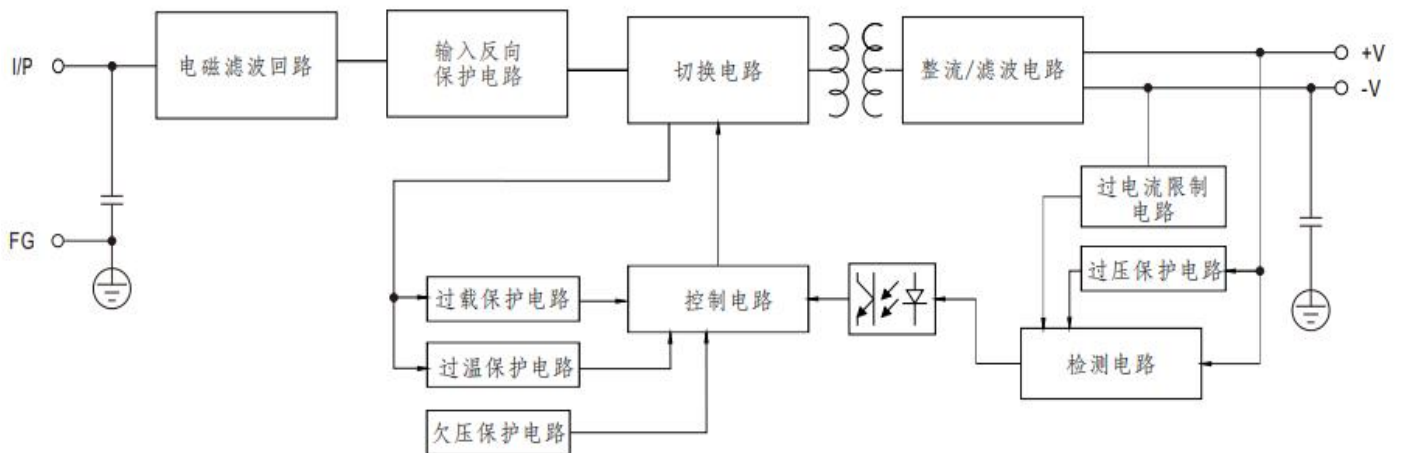 I/P
电磁滤波回路
输入反向
保护电路
切换电路
整流/滤波电路
+V
-V
过电流限制
电路
FG
过压保护电路
过载保护电路
控制电路
过温保护电路
检测电路
欠压保护电路